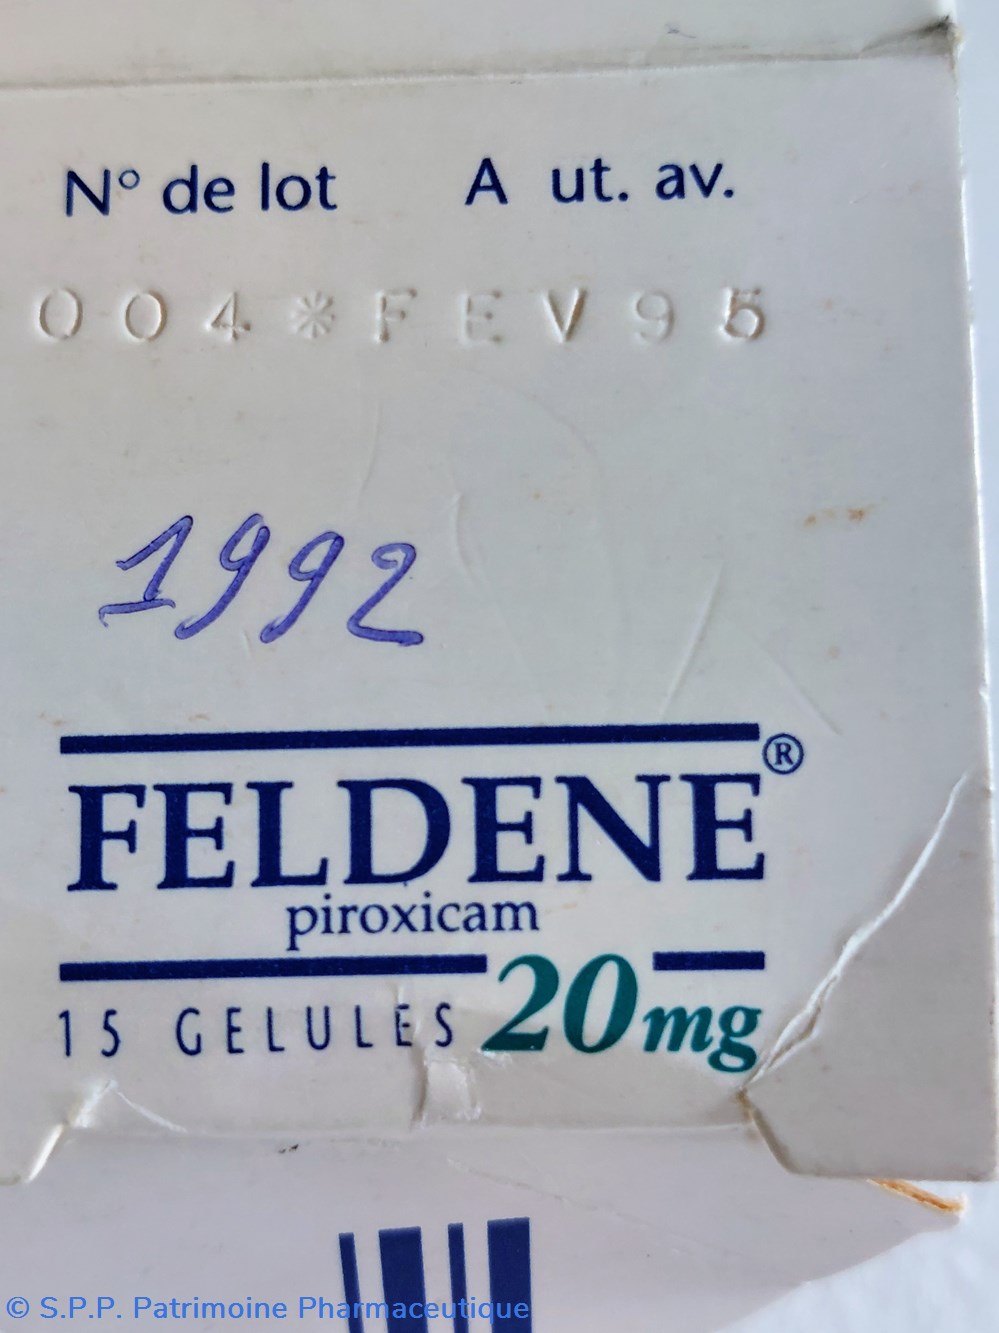 N° de lot A ut. av.
004*FEV95
1992
FELDENE®
piroxicam
15 GELULES 20mg
© S.P.P. Patrimoine Pharmaceutique